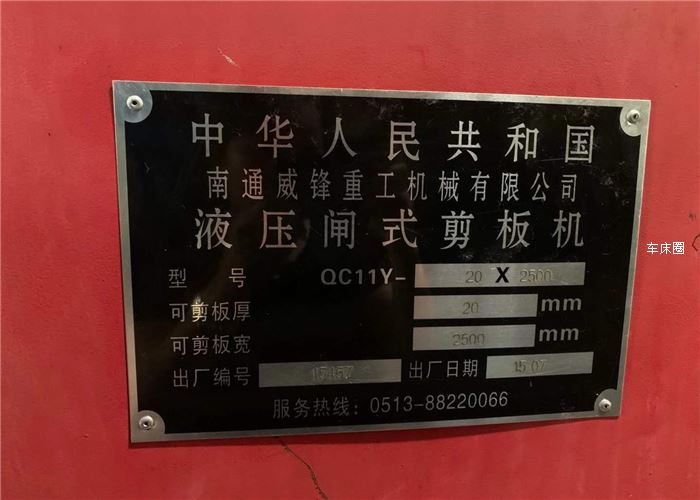 中华人民共和国
南通威锋重工机械有限公司
液压闸式剪板机
型 号 QC11Y- 20 X 2500
可剪板厚 20 mm
可剪板宽 2500 mm
出厂编号 15457 出厂日期 15.07
服务热线: 0513-88220066
车床圈